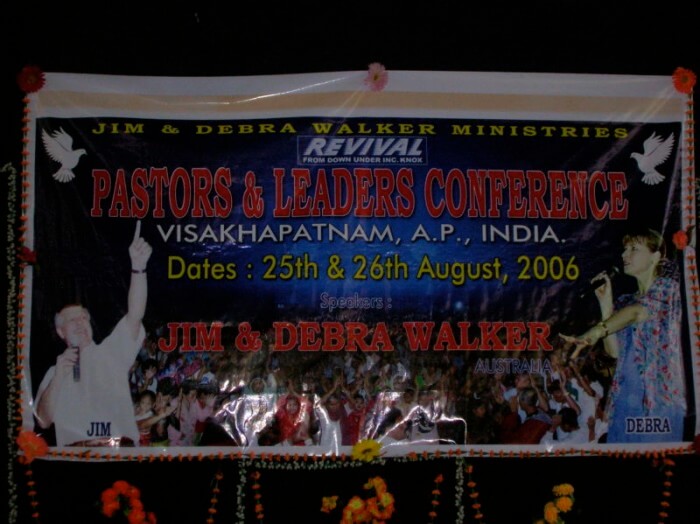 JIM & DEBRA WALKER MINISTRIES
REVIVAL
FROM DOWN UNDER INC. KNOX
PASTORS & LEADERS CONFERENCE
VISAKHAPATNAM, A.P., INDIA.
Dates : 25th & 26th August, 2006
Speakers :
JIM & DEBRA WALKER
AUSTRALIA
JIM
DEBRA